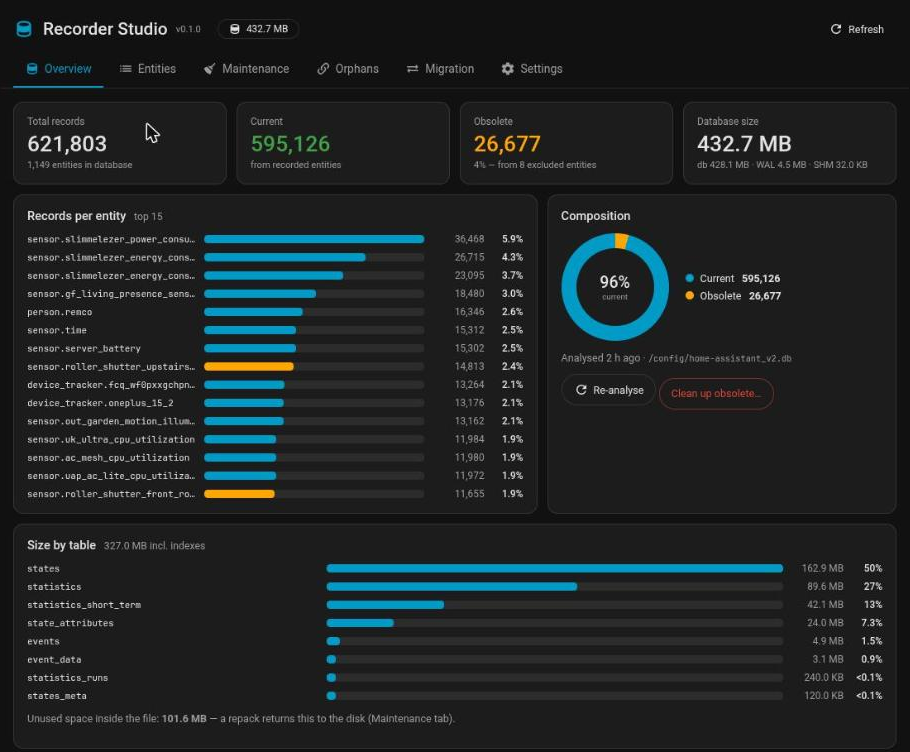 Recorder Studio v0.1.0 432.7 MB Refresh
Overview Entities Maintenance Orphans Migration Settings
Total records
621,803
1,149 entities in database
Current
595,126
from recorded entities
Obsolete
26,677
4% — from 8 excluded entities
Database size
432.7 MB
db 428.1 MB · WAL 4.5 MB · SHM 32.0 KB
Records per entity top 15
sensor.slimmelezer_power_consu… 36,468 5.9%
sensor.slimmelezer_energy_cons… 26,715 4.3%
sensor.slimmelezer_energy_cons… 23,095 3.7%
sensor.gf_living_presence_sens… 18,480 3.0%
person.remco 16,346 2.6%
sensor.time 15,312 2.5%
sensor.server_battery 15,302 2.5%
sensor.roller_shutter_upstairs… 14,813 2.4%
device_tracker.fcq_wf0pxxgchpn… 13,264 2.1%
device_tracker.oneplus_15_2 13,176 2.1%
sensor.out_garden_motion_illum… 13,162 2.1%
sensor.uk_ultra_cpu_utilization 11,984 1.9%
sensor.ac_mesh_cpu_utilization 11,980 1.9%
sensor.uap_ac_lite_cpu_utiliza… 11,972 1.9%
sensor.roller_shutter_front_ro… 11,655 1.9%
Composition
96%
current
Current 595,126
Obsolete 26,677
Analysed 2 h ago · /config/home-assistant_v2.db
Re-analyse Clean up obsolete…
Size by table 327.0 MB incl. indexes
states 162.9 MB 50%
statistics 89.6 MB 27%
statistics_short_term 42.1 MB 13%
state_attributes 24.0 MB 7.3%
events 4.9 MB 1.5%
event_data 3.1 MB 0.9%
statistics_runs 240.0 KB <0.1%
states_meta 120.0 KB <0.1%
Unused space inside the file: 101.6 MB — a repack returns this to the disk (Maintenance tab).